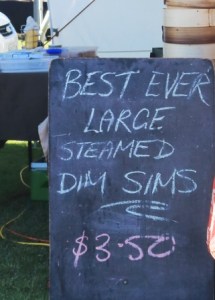 BEST EVER
LARGE
STEAMED
DIM SIMS
$3.50